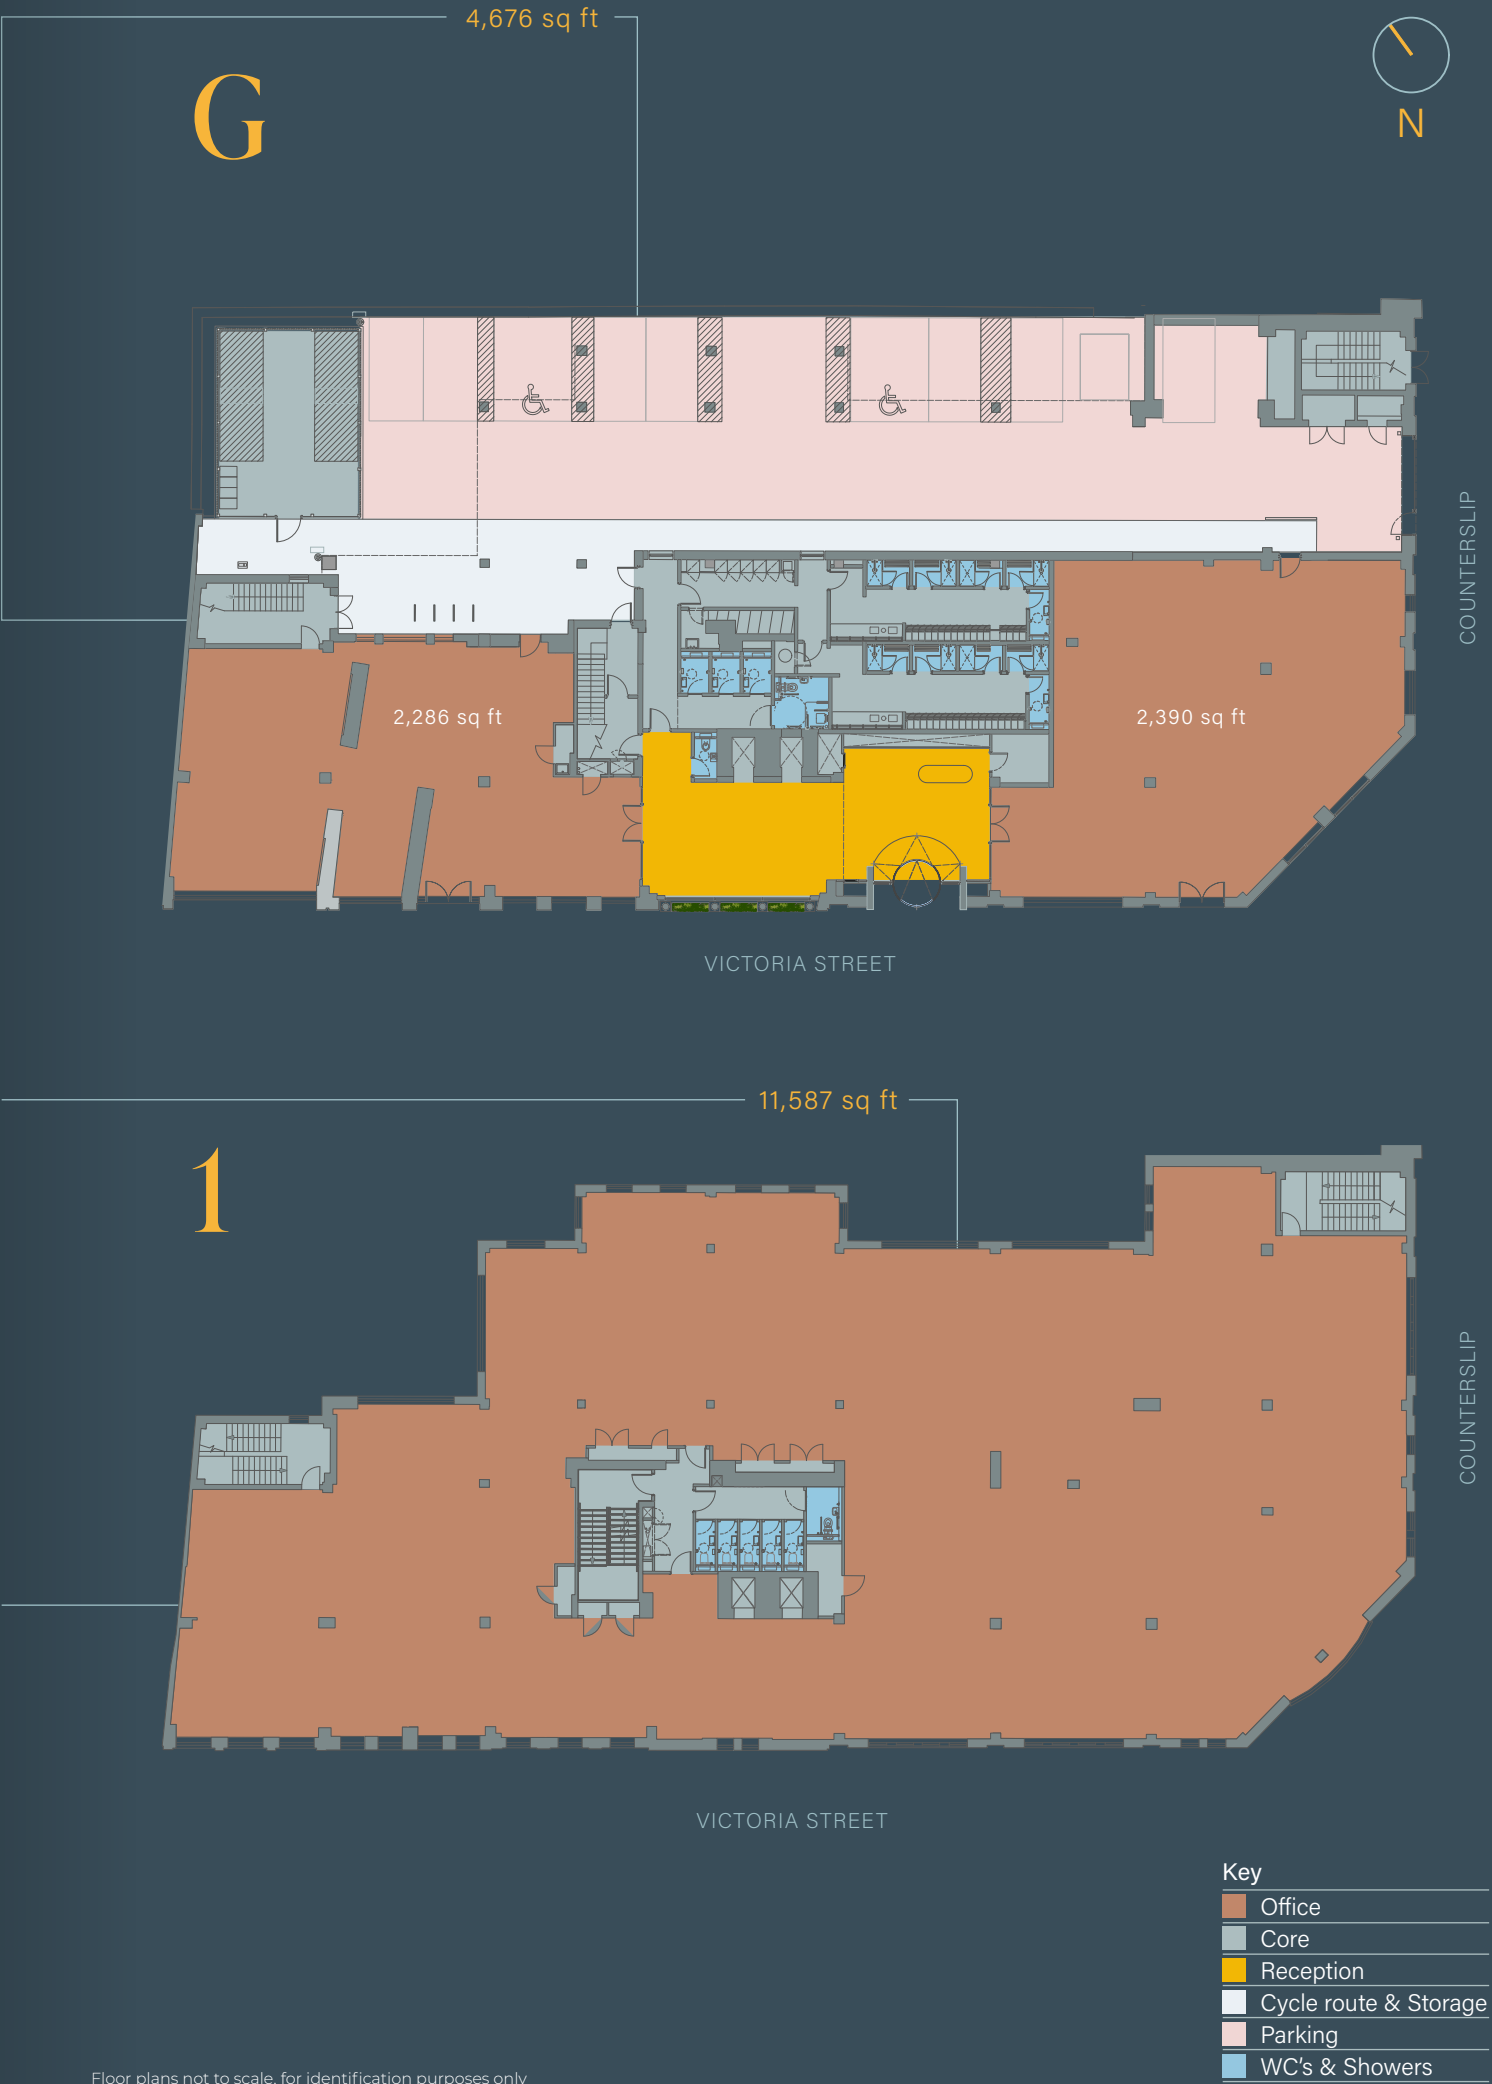 4,676 sq ft
G
N
COUNTERSLIP
2,286 sq ft
2,390 sq ft
VICTORIA STREET
11,587 sq ft
1
COUNTERSLIP
VICTORIA STREET
Key
Office
Core
Reception
Cycle route & Storage
Parking
WC's & Showers
Floor plans not to scale, for identification purposes only